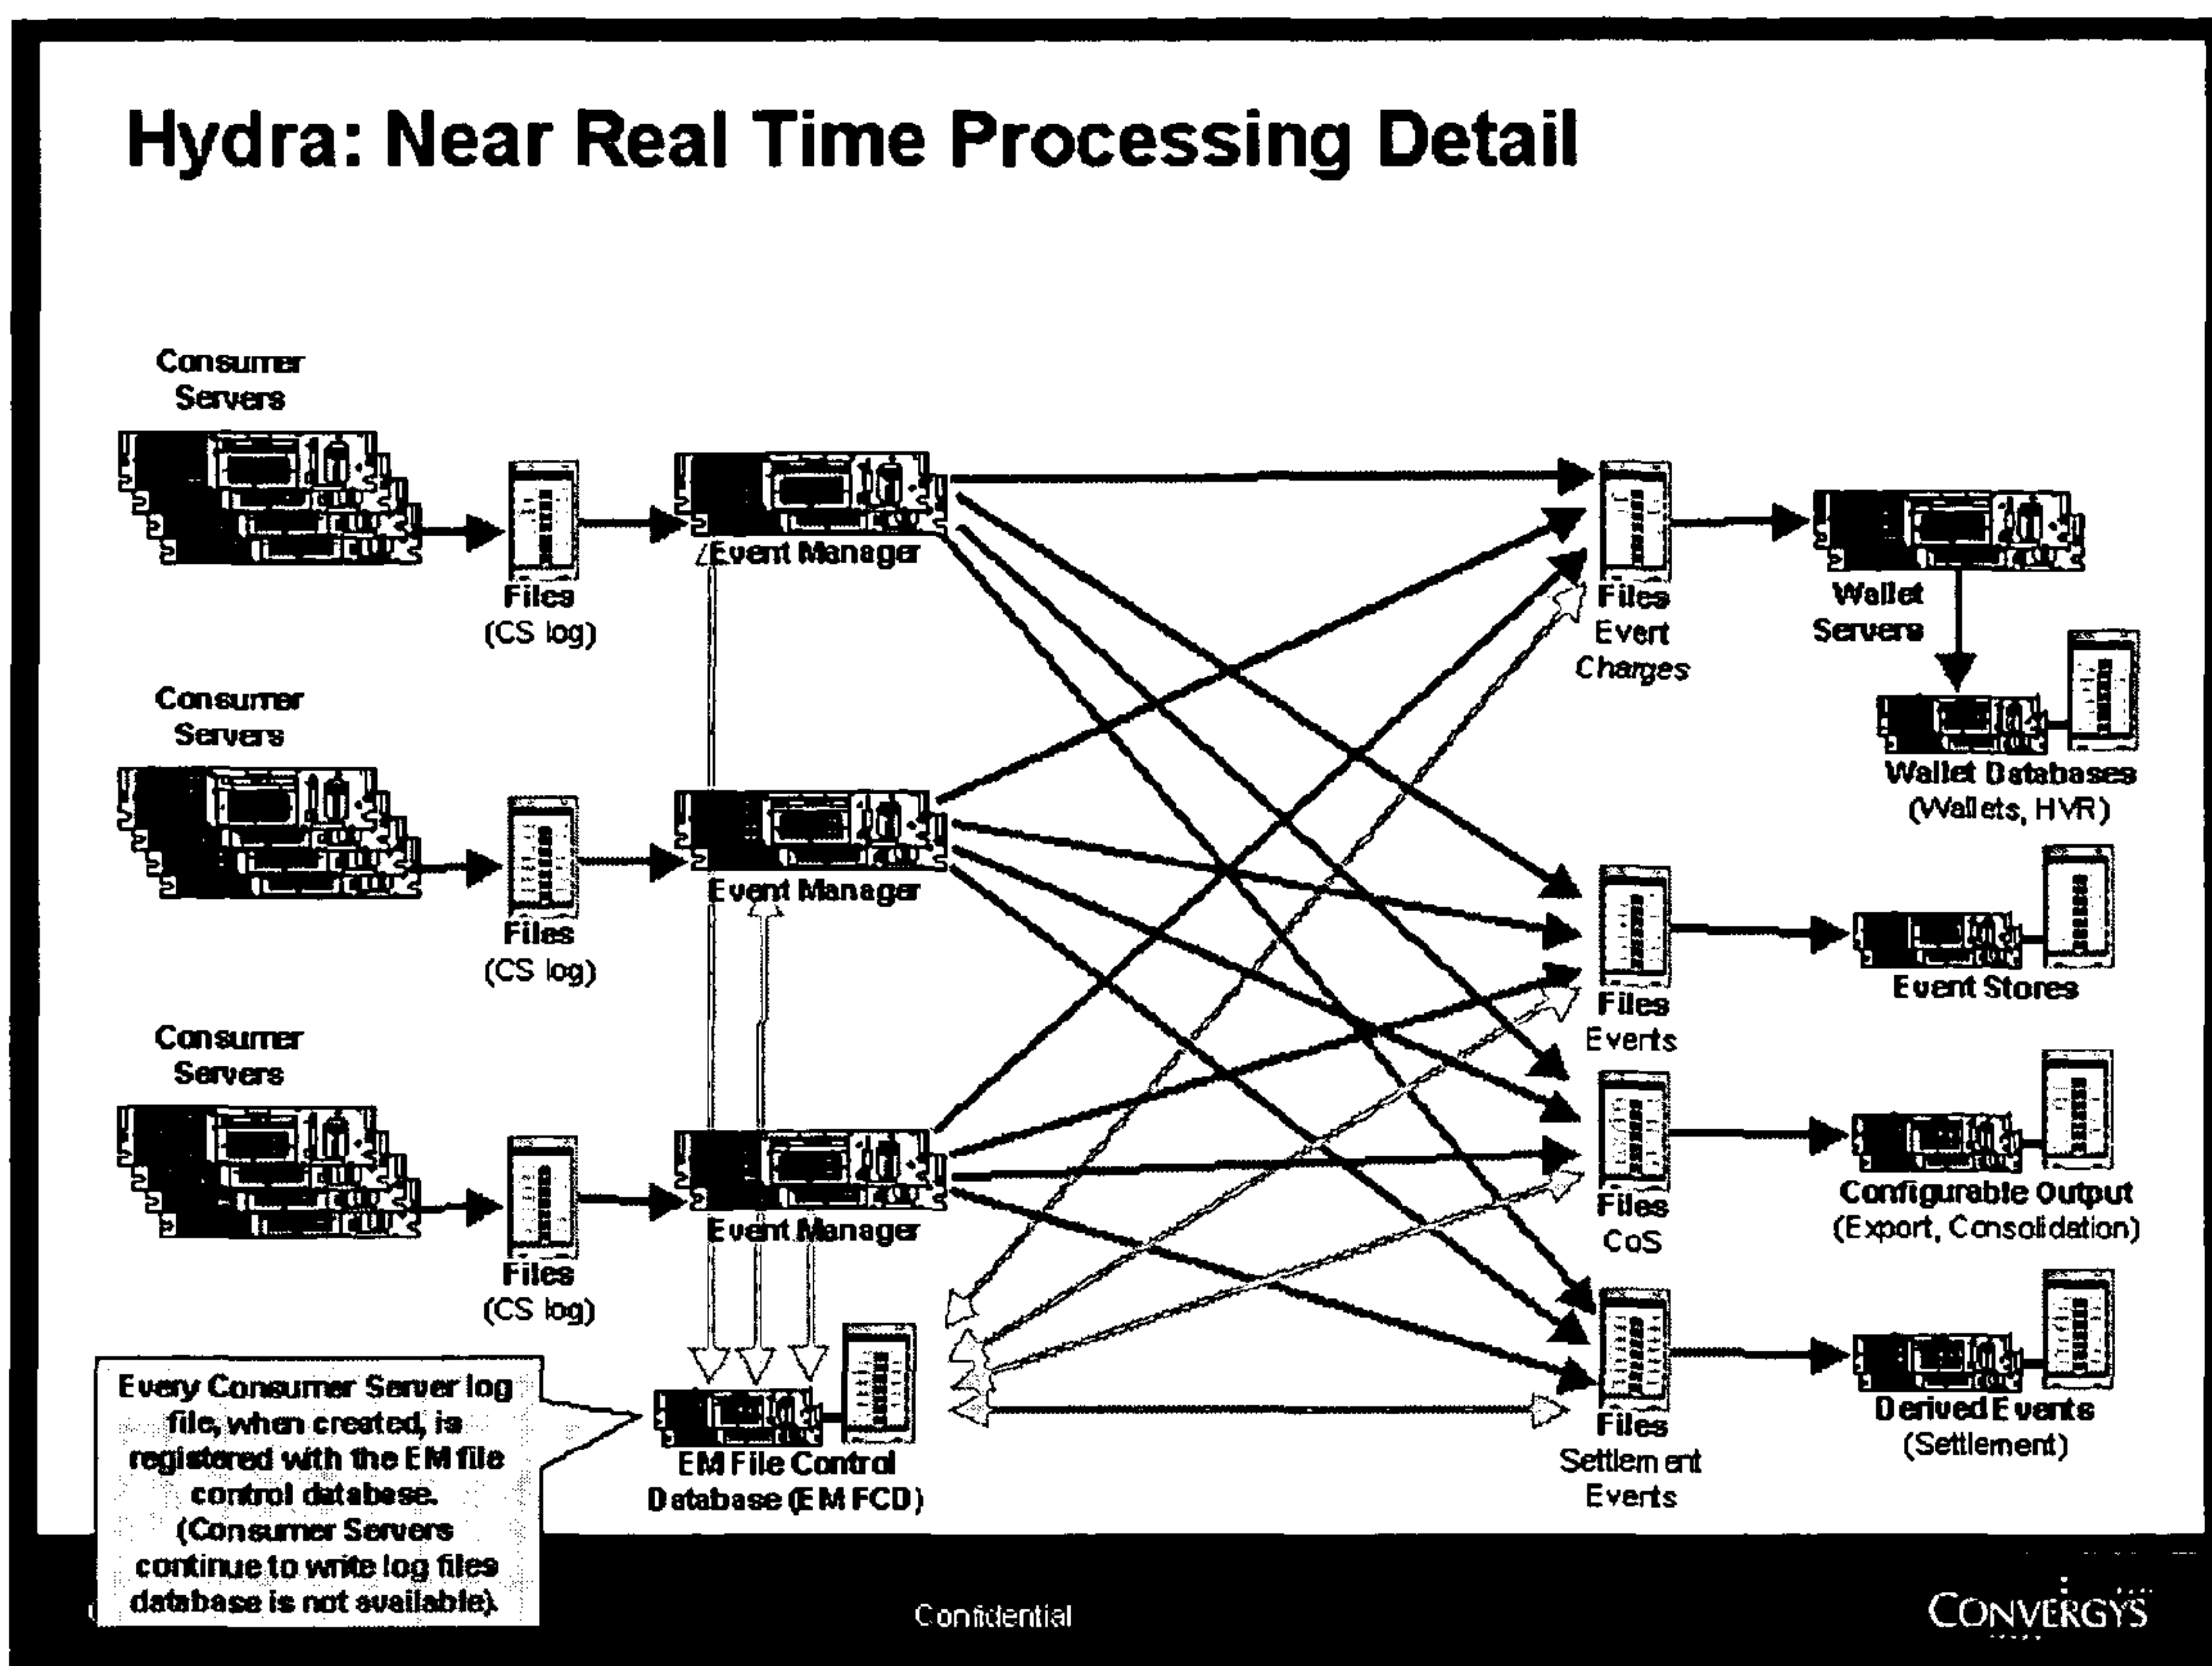 Hydra: Near Real Time Processing Detail
Consumer
Servers
Files
(CS log)
Event Manager
Consumer
Servers
Files
(CS log)
Event Manager
Consumer
Servers
Files
(CS log)
Event Manager
EM File Control
Database (EM FCD)
Every Consumer Server log
file, when created, is
registered with the EM file
control database.
(Consumer Servers
continue to write log files
database is not available).
Files
Event
Charges
Wallet
Servers
Wallet Databases
(Wallets, HVR)
Files
Events
Event Stores
Files
CoS
Configurable Output
(Export, Consolidation)
Files
Settlement
Events
Derived Events
(Settlement)
Confidential
CONVERGYS